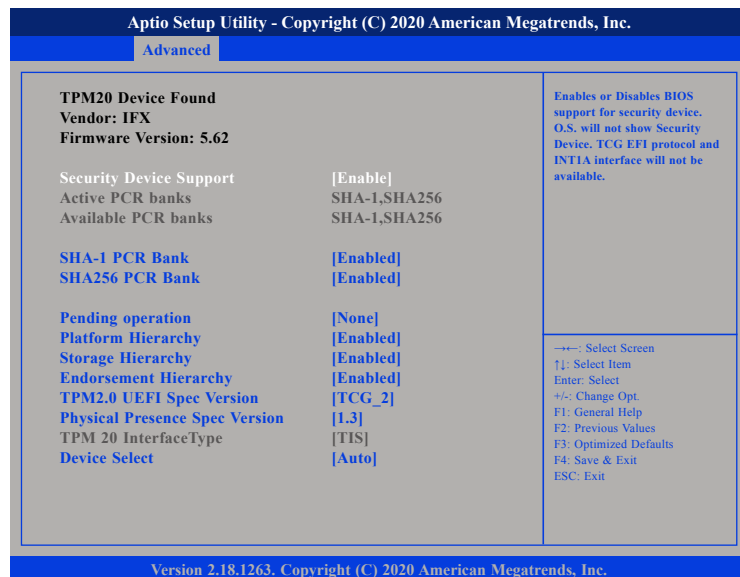 Aptio Setup Utility - Copyright (C) 2020 American Megatrends, Inc.
Advanced
TPM20 Device Found
Vendor: IFX
Firmware Version: 5.62
Security Device Support [Enable]
Active PCR banks SHA-1,SHA256
Available PCR banks SHA-1,SHA256
SHA-1 PCR Bank [Enabled]
SHA256 PCR Bank [Enabled]
Pending operation [None]
Platform Hierarchy [Enabled]
Storage Hierarchy [Enabled]
Endorsement Hierarchy [Enabled]
TPM2.0 UEFI Spec Version [TCG_2]
Physical Presence Spec Version [1.3]
TPM 20 InterfaceType [TIS]
Device Select [Auto]
Enables or Disables BIOS
support for security device.
O.S. will not show Security
Device. TCG EFI protocol and
INT1A interface will not be
available.
→←: Select Screen
↑↓: Select Item
Enter: Select
+/-: Change Opt.
F1: General Help
F2: Previous Values
F3: Optimized Defaults
F4: Save & Exit
ESC: Exit
Version 2.18.1263. Copyright (C) 2020 American Megatrends, Inc.